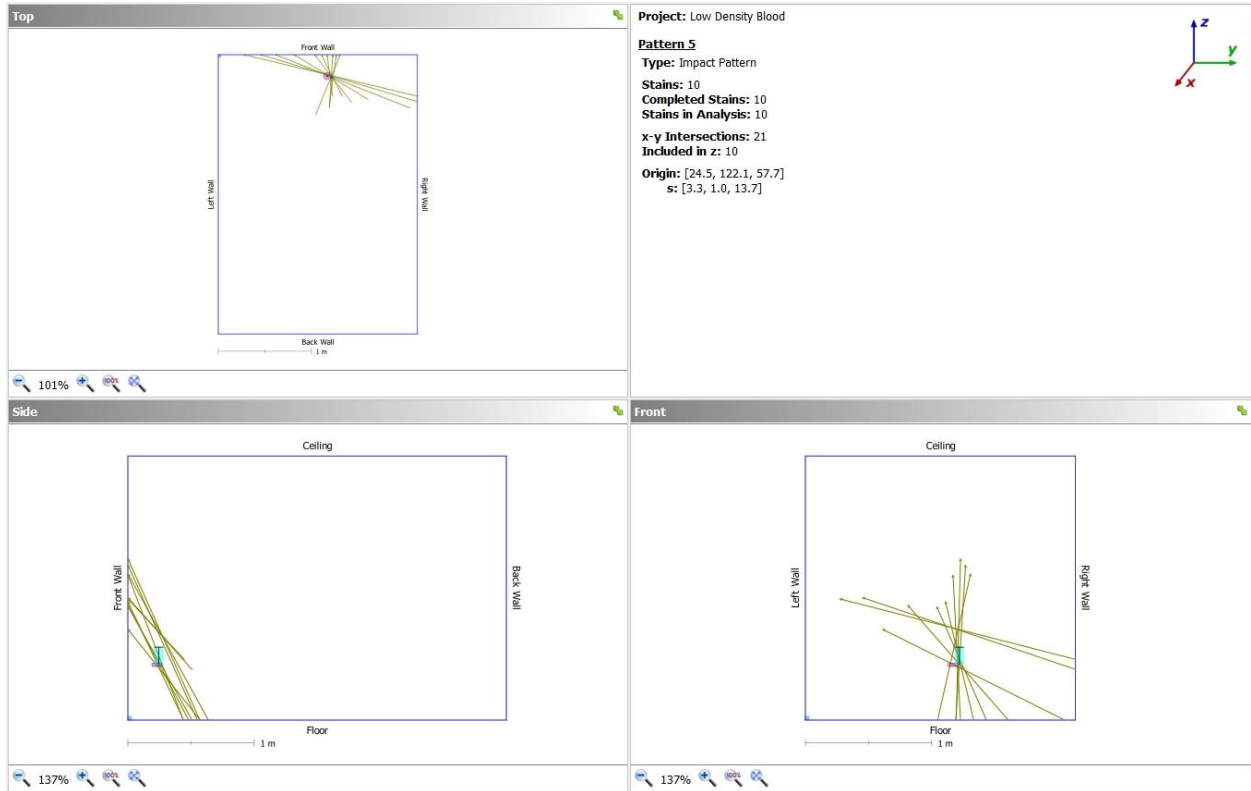 Top
Front Wall
Left Wall
Right Wall
Back Wall
1 m
101%
100%
Project: Low Density Blood
Pattern 5
Type: Impact Pattern
Stains: 10
Completed Stains: 10
Stains in Analysis: 10
x-y Intersections: 21
Included in z: 10
Origin: [24.5, 122.1, 57.7]
s: [3.3, 1.0, 13.7]
z
y
x
Side
Ceiling
Front Wall
Back Wall
Floor
1 m
137%
100%
Front
Ceiling
Left Wall
Right Wall
Floor
1 m
137%
100%